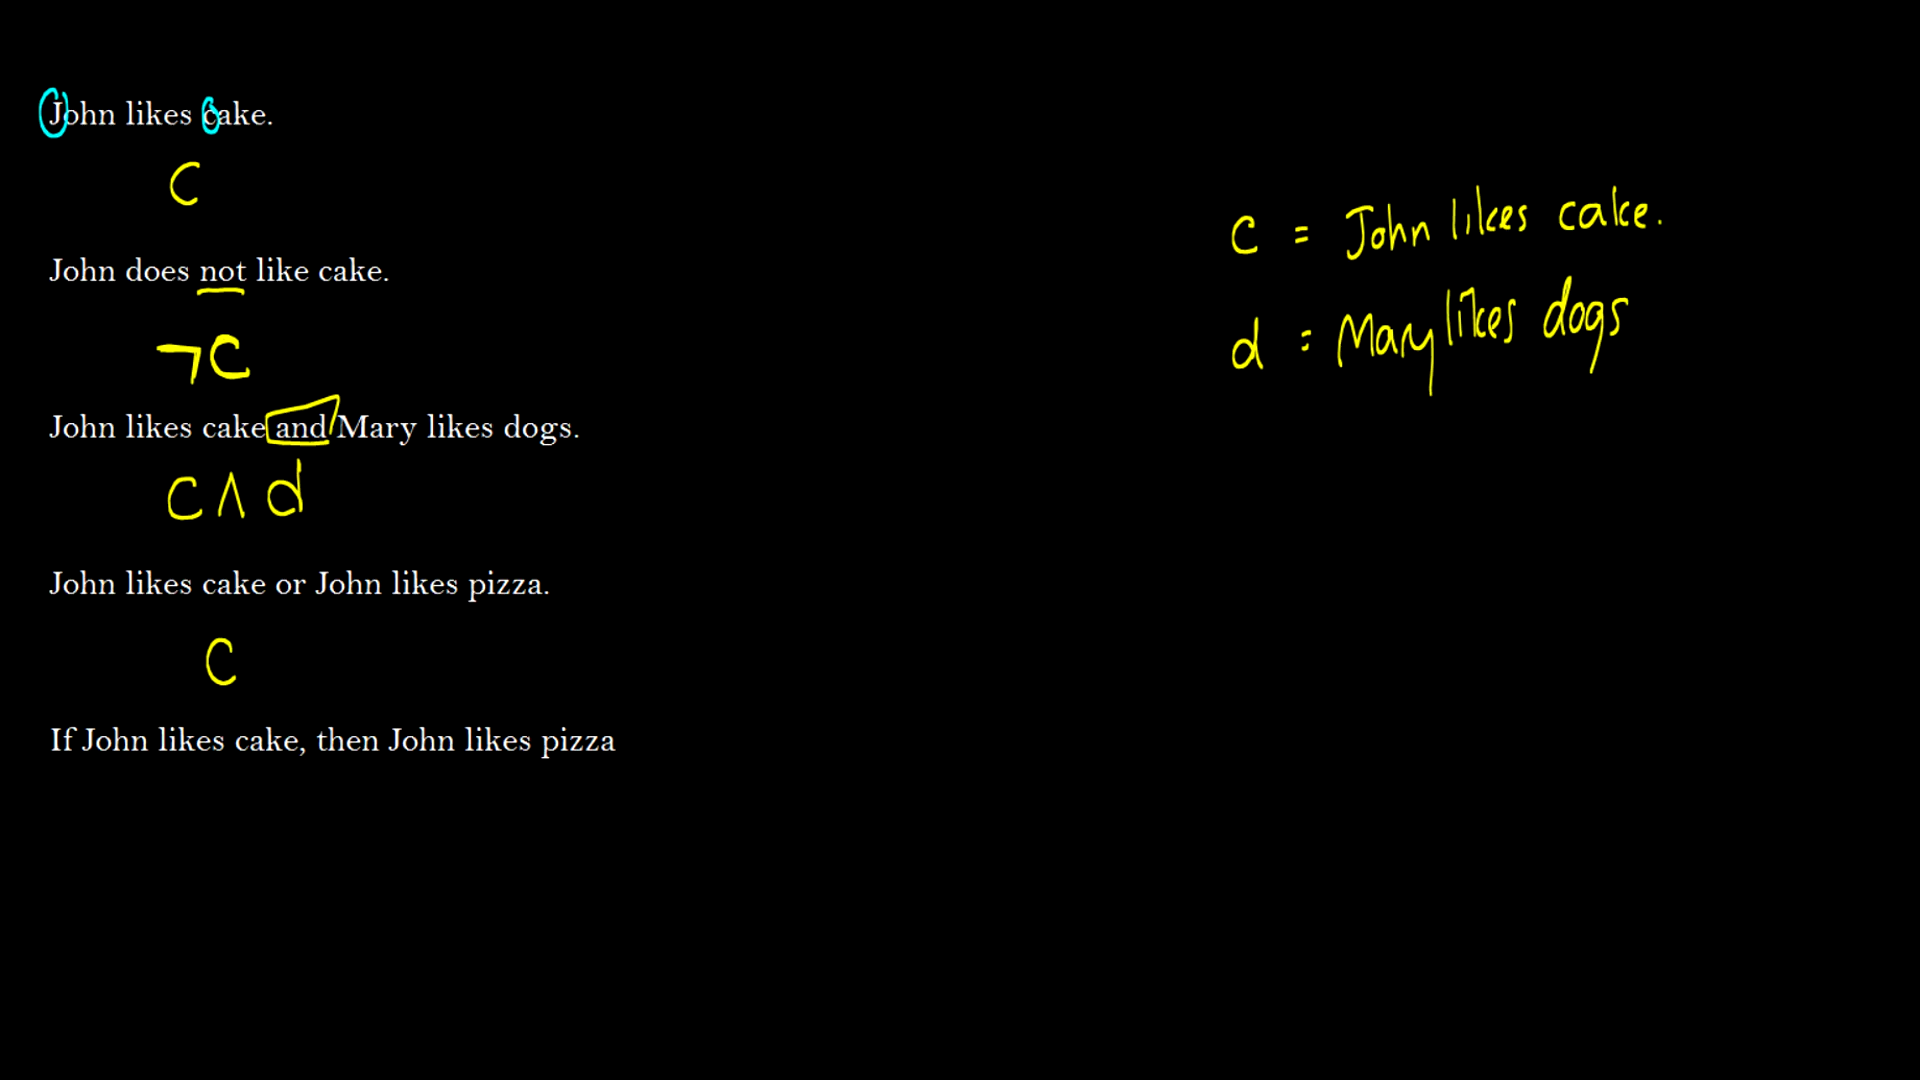 John likes cake.
C
John does not like cake.
¬C
John likes cake and Mary likes dogs.
C ∧ d
John likes cake or John likes pizza.
C
If John likes cake, then John likes pizza
C = John likes cake.
d = Mary likes dogs